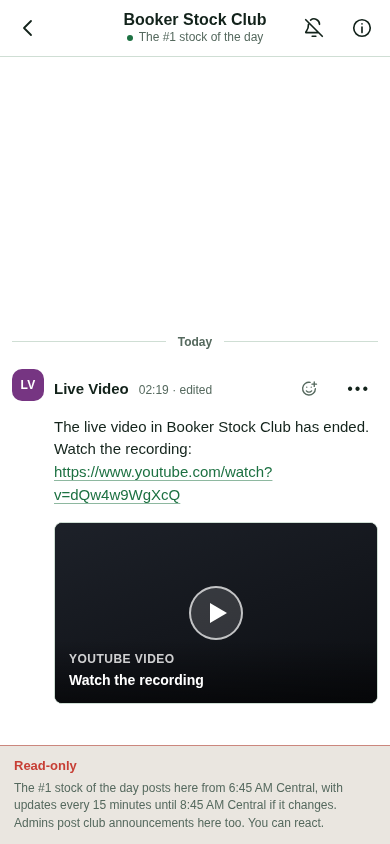 Booker Stock Club
The #1 stock of the day
Today
LV
Live Video 02:19 · edited
The live video in Booker Stock Club has ended.
Watch the recording:
https://www.youtube.com/watch?
v=dQw4w9WgXcQ
YOUTUBE VIDEO
Watch the recording
Read-only
The #1 stock of the day posts here from 6:45 AM Central, with
updates every 15 minutes until 8:45 AM Central if it changes.
Admins post club announcements here too. You can react.